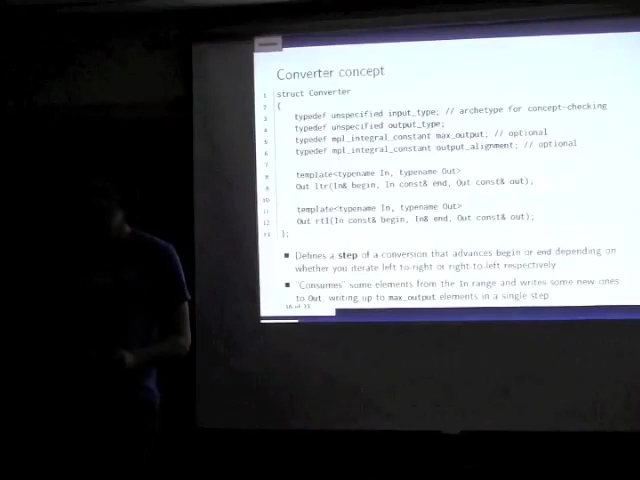 Converter concept
1 struct Converter
2 {
3 typedef unspecified input_type; // archetype for concept-checking
4 typedef unspecified output_type;
5 typedef mpl_integral_constant max_output; // optional
6 typedef mpl_integral_constant output_alignment; // optional
7
8 template<typename In, typename Out>
9 Out ltr(In& begin, In const& end, Out const& out);
10
11 template<typename In, typename Out>
12 Out rtl(In const& begin, In& end, Out const& out);
13 };
■ Defines a step of a conversion that advances begin or end depending on
whether you iterate left-to-right or right-to-left respectively
■ "Consumes" some elements from the In range and writes some new ones
to Out, writing up to max_output elements in a single step
16 of 31